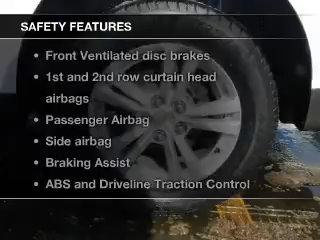 SAFETY FEATURES
• Front Ventilated disc brakes
• 1st and 2nd row curtain head
airbags
• Passenger Airbag
• Side airbag
• Braking Assist
• ABS and Driveline Traction Control